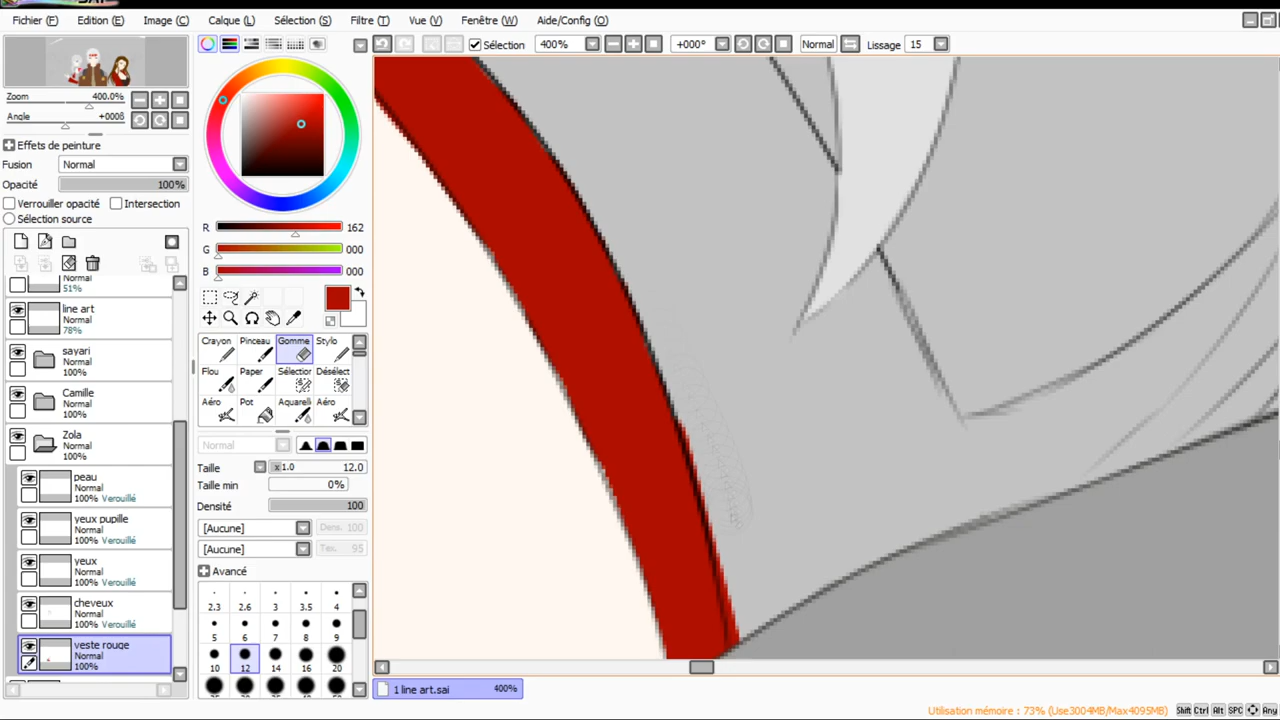 SAI
Fichier (F) Edition (E) Image (C) Calque (L) Sélection (S) Filtre (T) Vue (V) Fenêtre (W) Aide/Config (O)
Sélection 400% +000° Normal Lissage 15
Zoom 400.0%
Angle +000δ
Effets de peinture
Fusion Normal
Opacité 100%
Verrouiller opacité Intersection
Sélection source
Normal
51%
line art
Normal
78%
sayari
Normal
100%
Camille
Normal
100%
Zola
Normal
100%
peau
Normal
100% Verouillé
yeux pupille
Normal
100% Verouillé
yeux
Normal
100% Verouillé
cheveux
Normal
100% Verouillé
veste rouge
Normal
100%
R 162
G 000
B 000
Crayon Pinceau Gomme Stylo
Flou Paper Sélection Désélect
Aéro Pot Aquarelle Aéro
Normal
Taille x1.0 12.0
Taille min 0%
Densité 100
[Aucune] Dens. 100
[Aucune] Tex. 95
Avancé
2.3 2.6 3 3.5 4
5 6 7 8 9
10 12 14 16 20
1 line art.sai 400%
Utilisation mémoire : 73% (Use3004MB/Max4095MB) Shift Ctrl Alt SPC Any